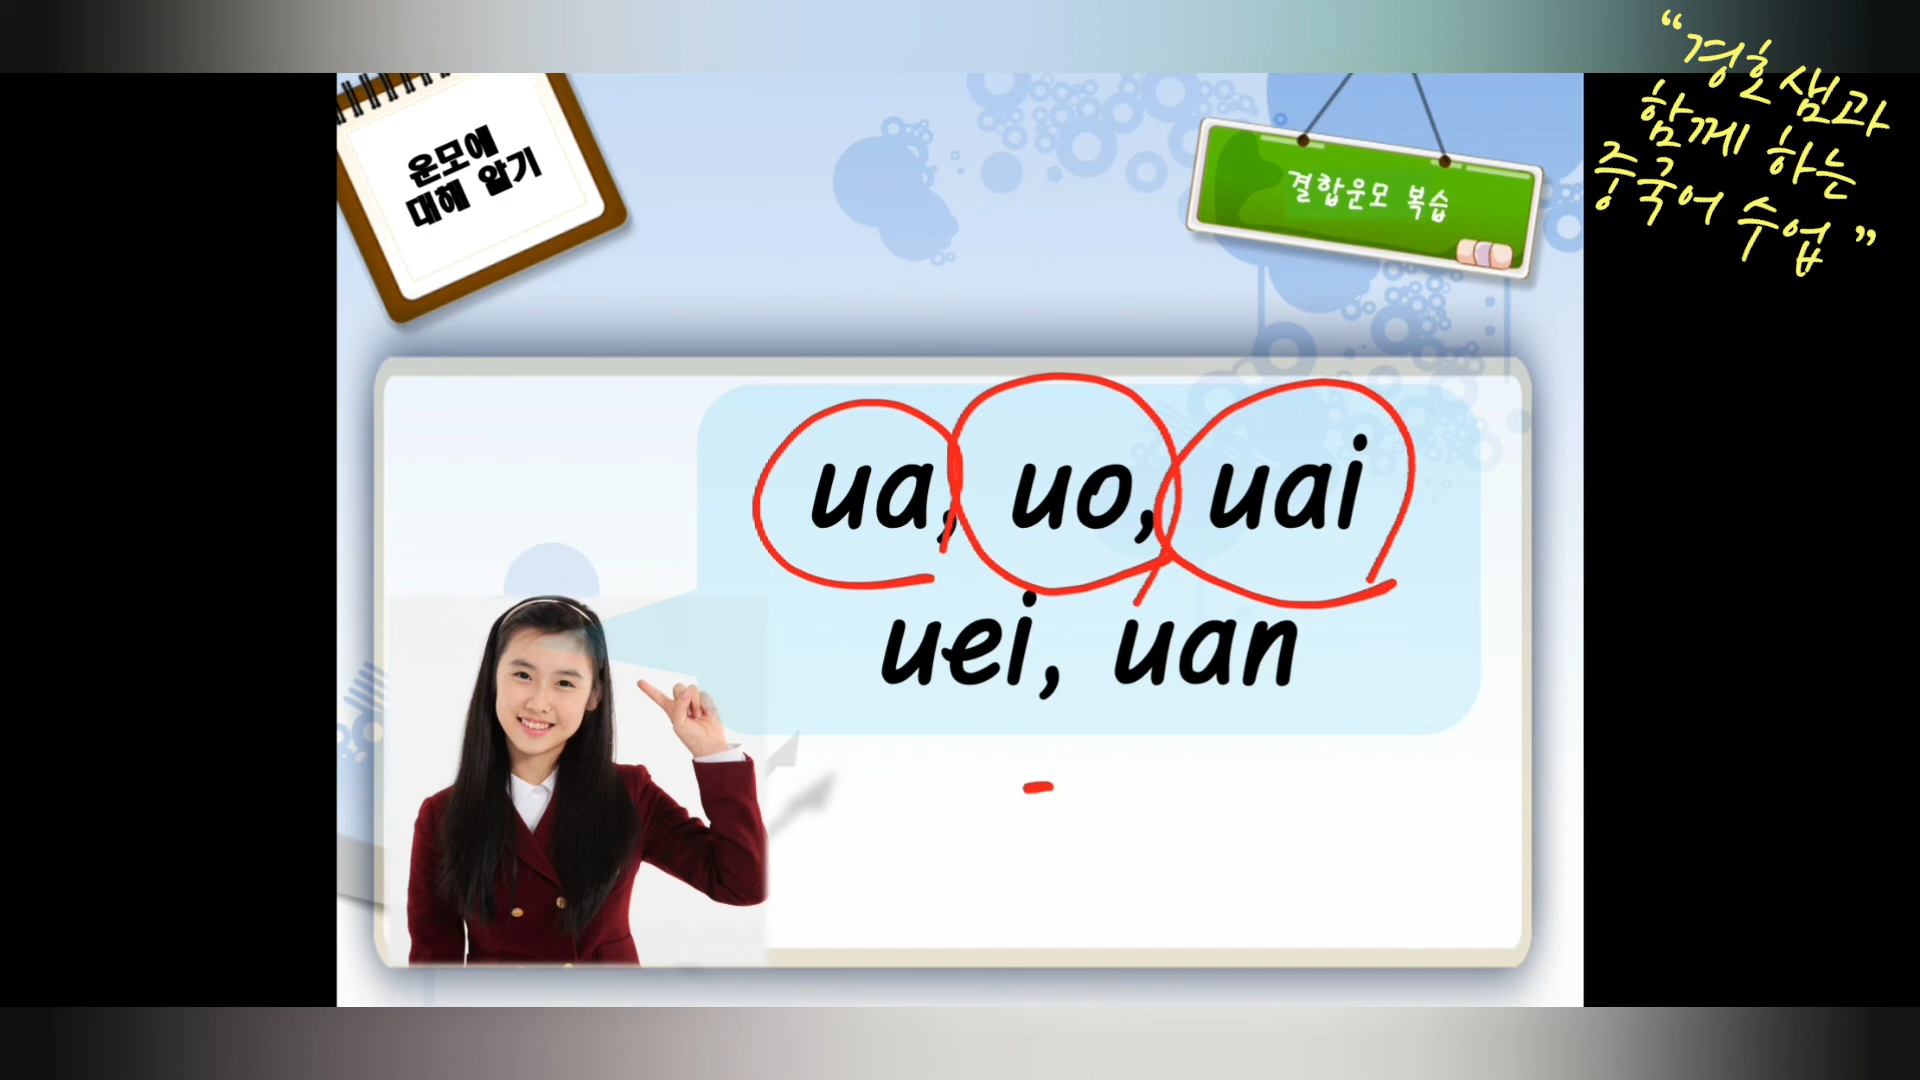 운모에
대해 알기
결합운모 복습
“경호샘과
함께 하는
중국어 수업”
ua, uo, uai
uei, uan